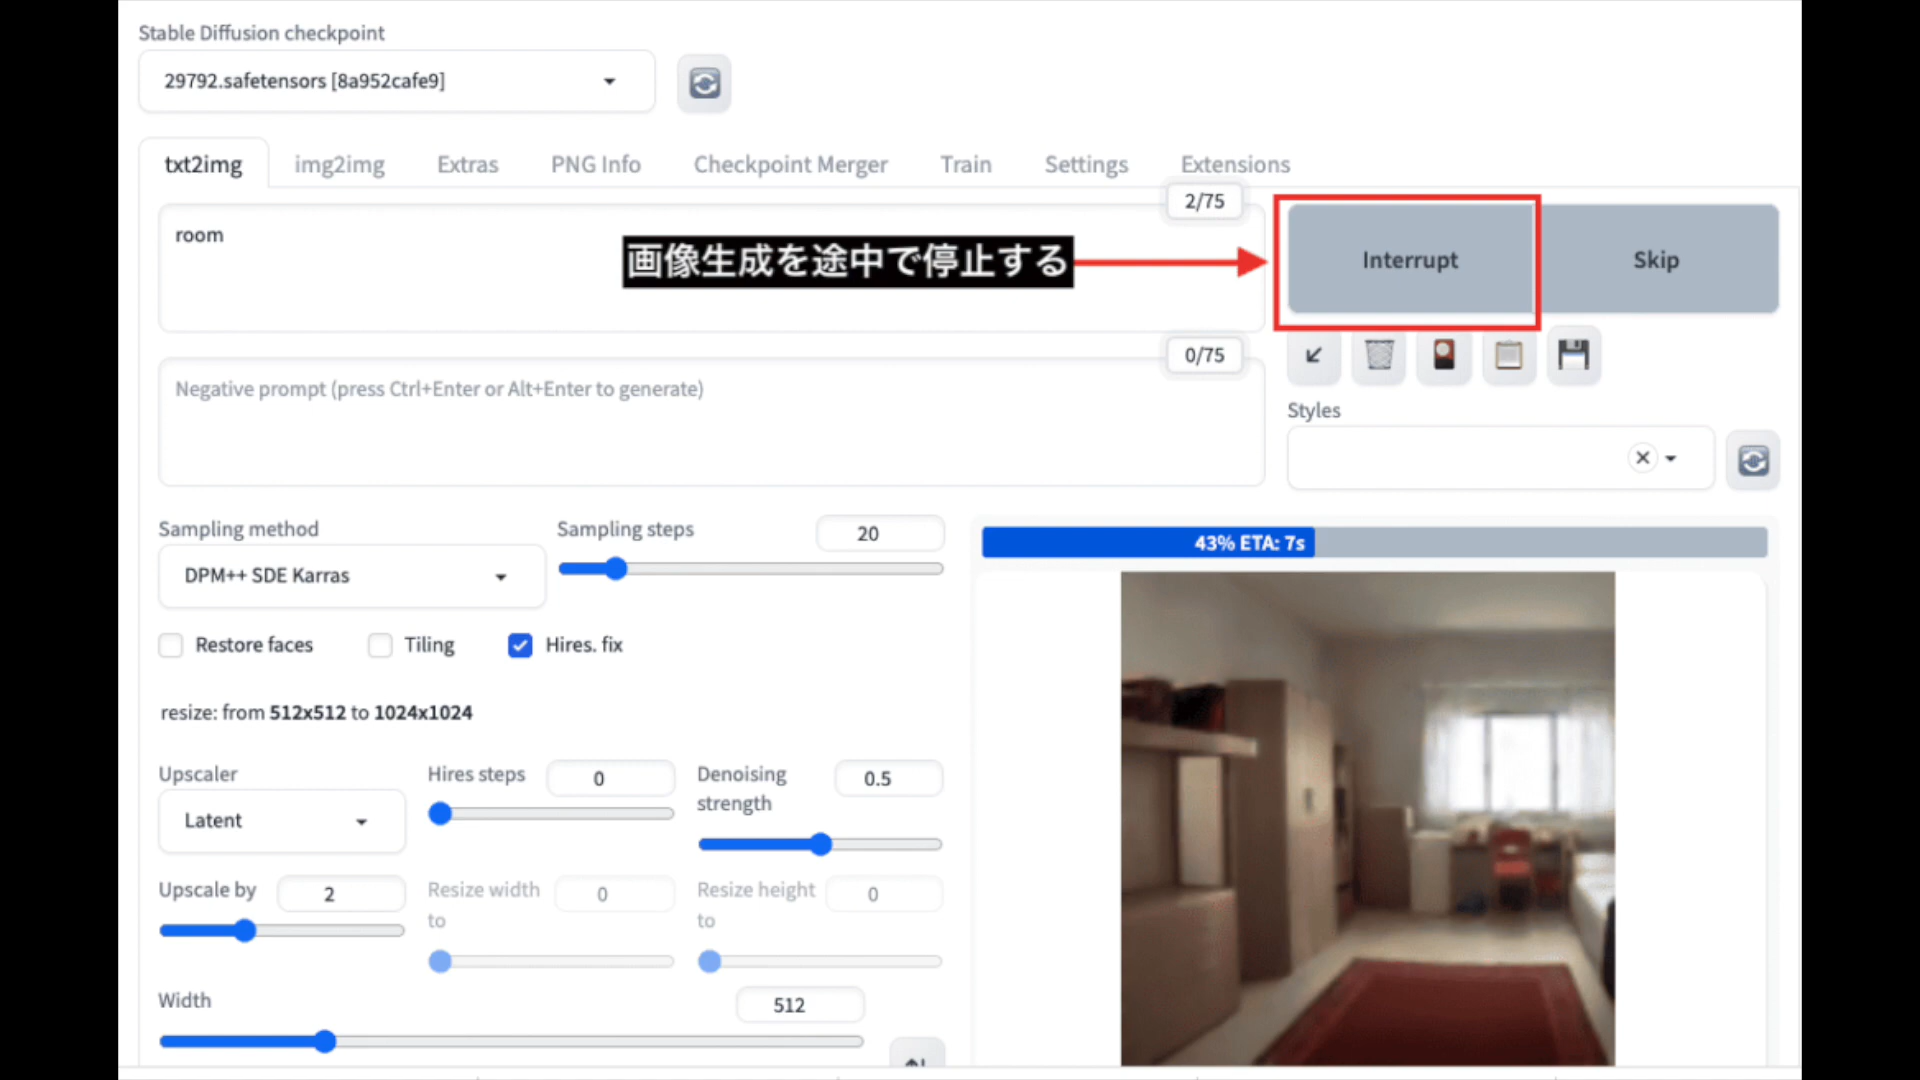 Stable Diffusion checkpoint
29792.safetensors [8a952cafe9]
txt2img img2img Extras PNG Info Checkpoint Merger Train Settings Extensions
2/75
room
画像生成を途中で停止する
Interrupt Skip
0/75
Negative prompt (press Ctrl+Enter or Alt+Enter to generate)
Styles
Sampling method
DPM++ SDE Karras
Sampling steps 20
43% ETA: 7s
Restore faces Tiling Hires. fix
resize: from 512x512 to 1024x1024
Upscaler
Latent
Hires steps 0
Denoising
strength
0.5
Upscale by 2
Resize width
to
0
Resize height
to
0
Width 512